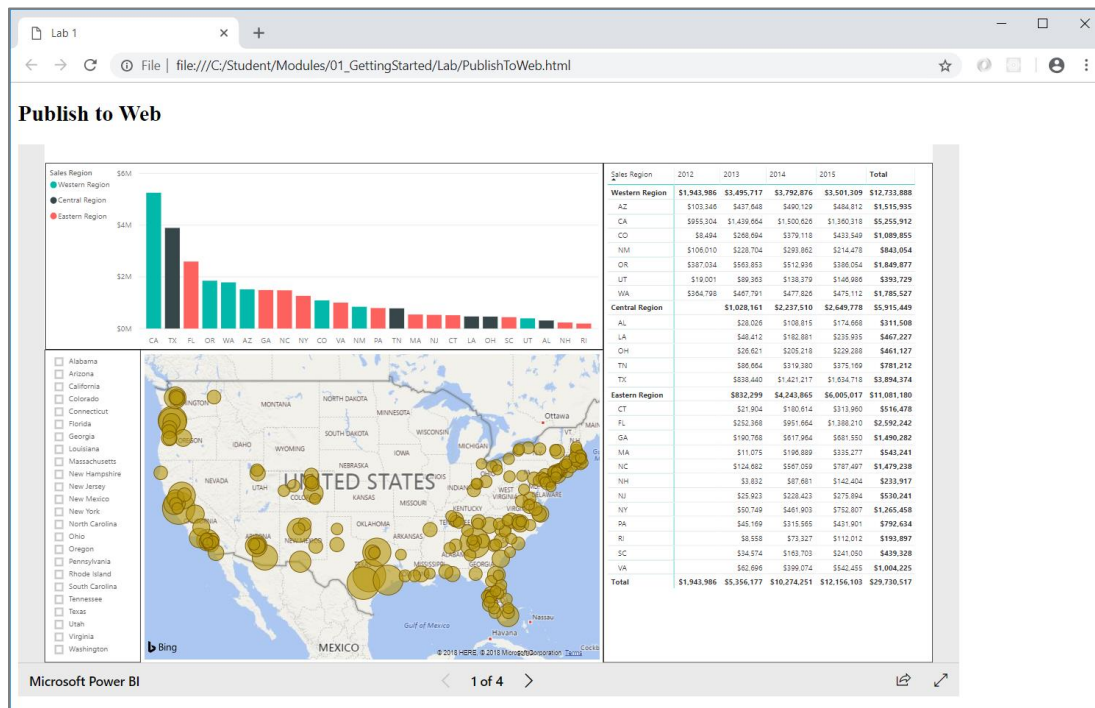 Lab 1
File | file:///C:/Student/Modules/01_GettingStarted/Lab/PublishToWeb.html
Publish to Web
Sales Region
Western Region
Central Region
Eastern Region
$6M
$4M
$2M
$0M
CA TX FL OR WA AZ GA NC NY CO VA NM PA TN MA NJ CT LA OH SC UT AL NH RI
Sales Region 2012 2013 2014 2015 Total
Western Region $1,943,986 $3,495,717 $3,792,876 $3,501,309 $12,733,888
AZ $103,346 $437,648 $490,129 $484,812 $1,515,935
CA $955,304 $1,439,664 $1,500,626 $1,360,318 $5,255,912
CO $8,494 $268,694 $379,118 $433,549 $1,089,855
NM $106,010 $228,704 $293,862 $214,478 $843,054
OR $387,034 $563,853 $512,936 $386,054 $1,849,877
UT $19,001 $89,363 $138,379 $146,986 $393,729
WA $364,798 $467,791 $477,826 $475,112 $1,785,527
Central Region $1,028,161 $2,237,510 $2,649,778 $5,915,449
AL $28,026 $108,815 $174,668 $311,508
LA $48,412 $182,881 $235,935 $467,227
OH $26,621 $205,218 $229,288 $461,127
TN $86,664 $319,380 $375,169 $781,212
TX $838,440 $1,421,217 $1,634,718 $3,894,374
Eastern Region $832,299 $4,243,865 $6,005,017 $11,081,180
CT $21,904 $180,614 $313,960 $516,478
FL $252,368 $951,664 $1,388,210 $2,592,242
GA $190,768 $617,964 $681,550 $1,490,282
MA $11,075 $196,889 $335,277 $543,241
NC $124,682 $567,059 $787,497 $1,479,238
NH $3,832 $87,681 $142,404 $233,917
NJ $25,923 $228,423 $275,894 $530,241
NY $50,749 $461,903 $752,807 $1,265,458
PA $45,169 $315,565 $431,901 $792,634
RI $8,558 $73,327 $112,012 $193,897
SC $34,574 $163,703 $241,050 $439,328
VA $62,696 $399,074 $542,455 $1,004,225
Total $1,943,986 $5,356,177 $10,274,251 $12,156,103 $29,730,517
Alabama
Arizona
California
Colorado
Connecticut
Florida
Georgia
Louisiana
Massachusetts
New Hampshire
New Jersey
New Mexico
New York
North Carolina
Ohio
Oregon
Pennsylvania
Rhode Island
South Carolina
Tennessee
Texas
Utah
Virginia
Washington
MONTANA
NORTH DAKOTA
MINNESOTA
Ottawa
SOUTH DAKOTA
WISCONSIN
MICHIGAN
IDAHO
WYOMING
IOWA
NEBRASKA
NEVADA
UTAH
UNITED STATES
KANSAS
MISSOURI
WEST
VIRGINIA
DELAWARE
KENTUCKY
OKLAHOMA
ARKANSAS
NEW MEXICO
MISSISSIPPI
GEORGIA
Gulf of Mexico
Nassau
Havana
MEXICO
Bing
© 2018 HERE, © 2018 Microsoft Corporation Terms
Microsoft Power BI
1 of 4